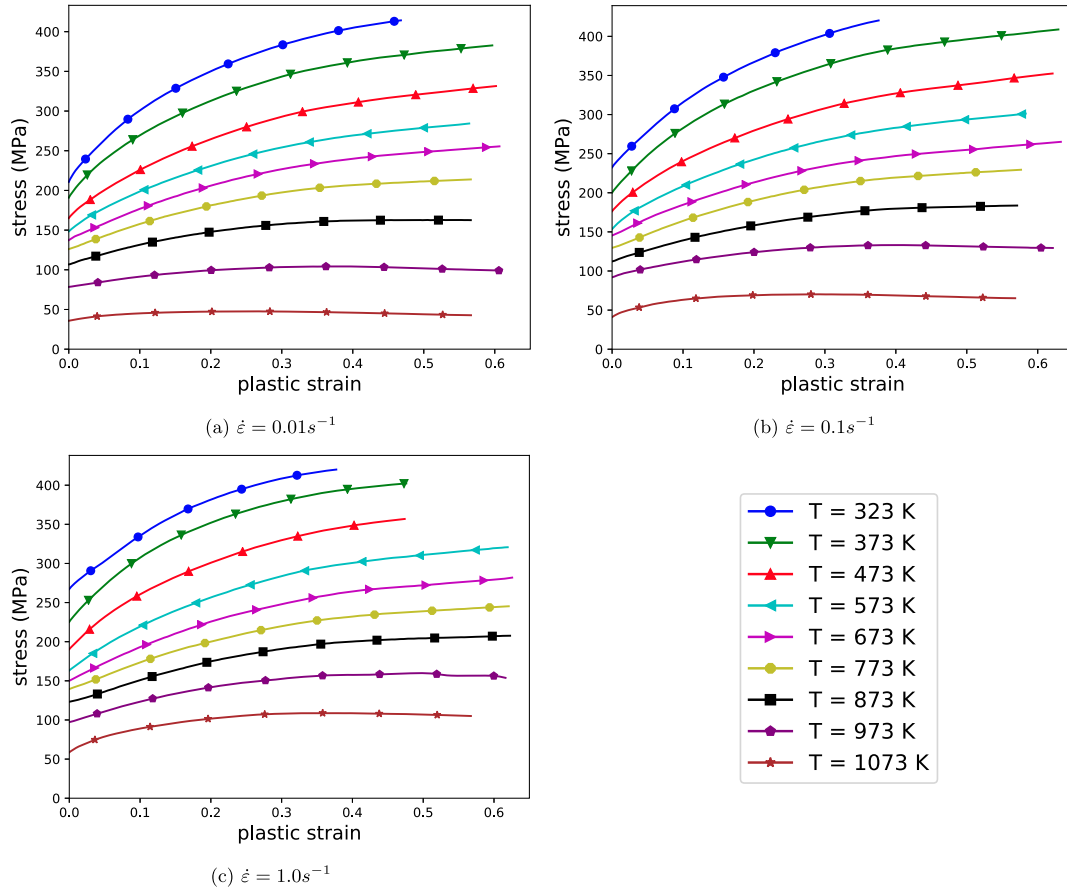 400
350
300
250
200
150
100
50
0
stress (MPa)
0.0 0.1 0.2 0.3 0.4 0.5 0.6
plastic strain
(a) ε̇ = 0.01s⁻¹
400
350
300
250
200
150
100
50
0
stress (MPa)
0.0 0.1 0.2 0.3 0.4 0.5 0.6
plastic strain
(b) ε̇ = 0.1s⁻¹
400
350
300
250
200
150
100
50
0
stress (MPa)
0.0 0.1 0.2 0.3 0.4 0.5 0.6
plastic strain
(c) ε̇ = 1.0s⁻¹
T = 323 K
T = 373 K
T = 473 K
T = 573 K
T = 673 K
T = 773 K
T = 873 K
T = 973 K
T = 1073 K